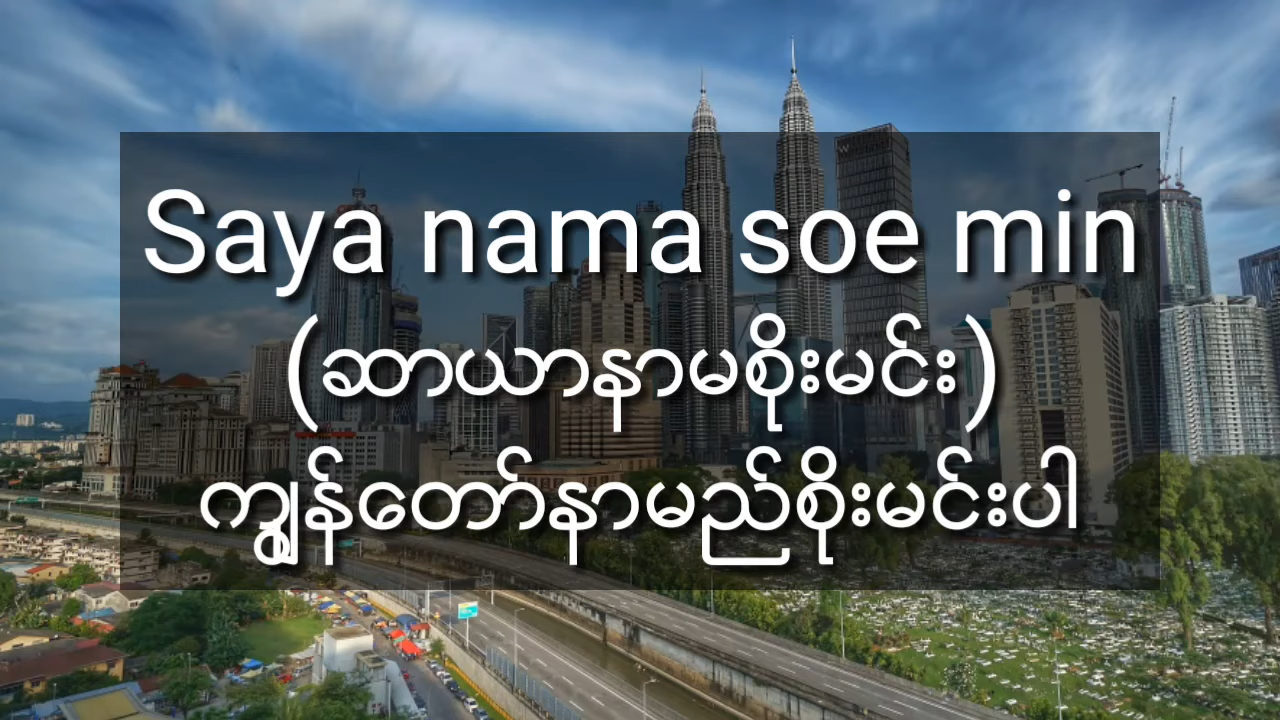 Saya nama soe min
(ဆာယာနာမစိုးမင်း)
ကျွန်တော်နာမည်စိုးမင်းပါ
W